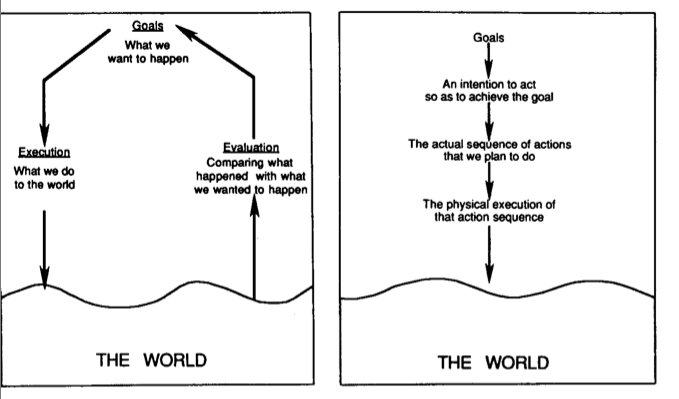 Goals
What we
want to happen
Execution
What we do
to the world
Evaluation
Comparing what
happened with what
we wanted to happen
THE WORLD
Goals
An intention to act
so as to achieve the goal
The actual sequence of actions
that we plan to do
The physical execution of
that action sequence
THE WORLD